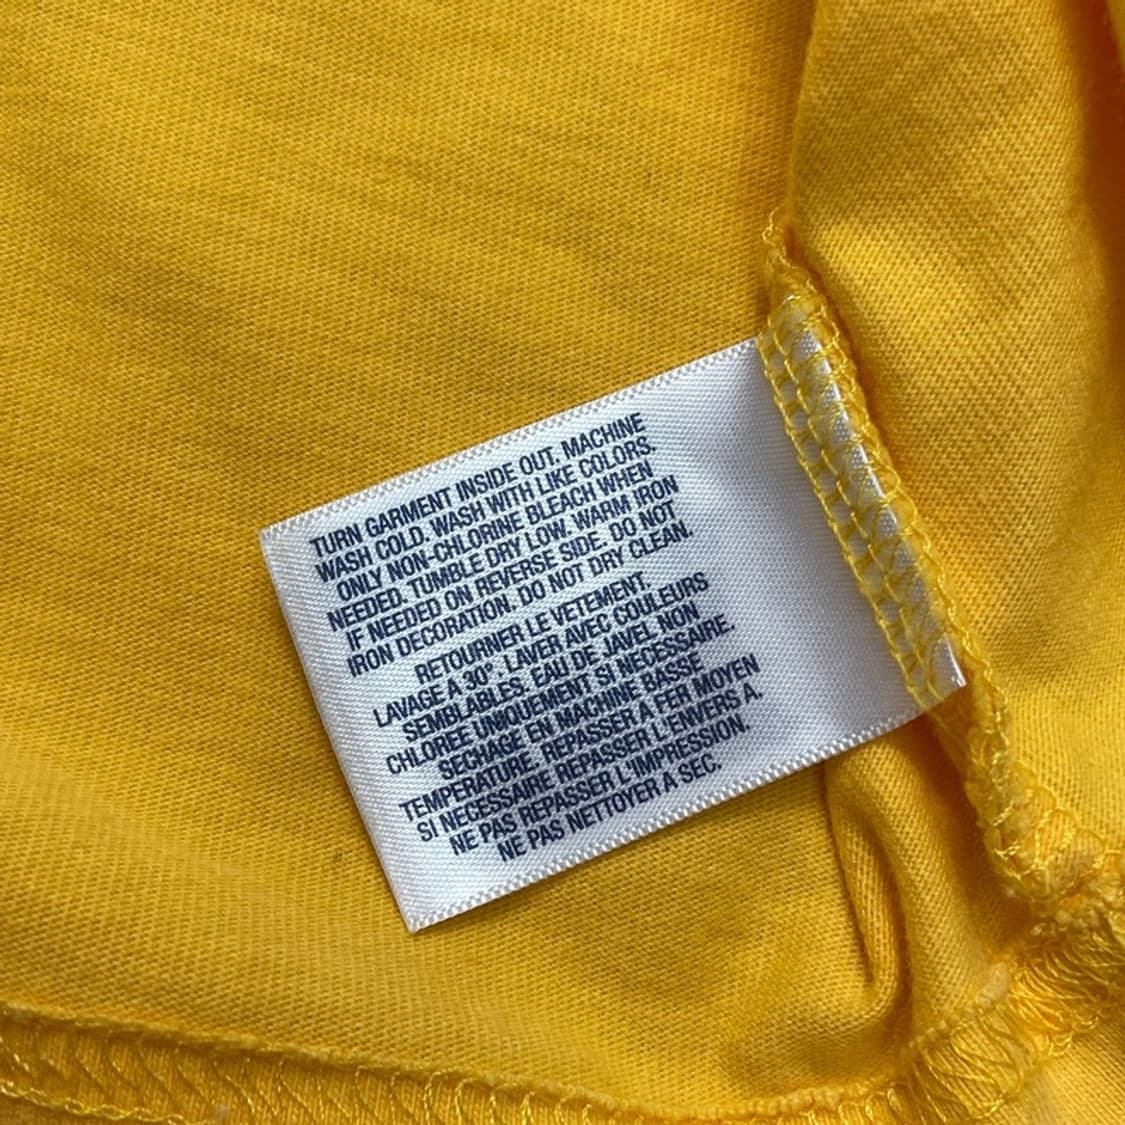 TURN GARMENT INSIDE OUT. MACHINE
WASH COLD. WASH WITH LIKE COLORS.
ONLY NON-CHLORINE BLEACH WHEN
NEEDED. TUMBLE DRY LOW. WARM IRON
IF NEEDED ON REVERSE SIDE. DO NOT
IRON DECORATION. DO NOT DRY CLEAN.
RETOURNER LE VETEMENT.
LAVAGE A 30°. LAVER AVEC COULEURS
SEMBLABLES. EAU DE JAVEL NON
CHLOREE UNIQUEMENT SI NECESSAIRE.
SECHAGE EN MACHINE BASSE
TEMPERATURE. REPASSER A FER MOYEN
SI NECESSAIRE REPASSER L'ENVERS A.
NE PAS REPASSER L'IMPRESSION.
NE PAS NETTOYER A SEC.